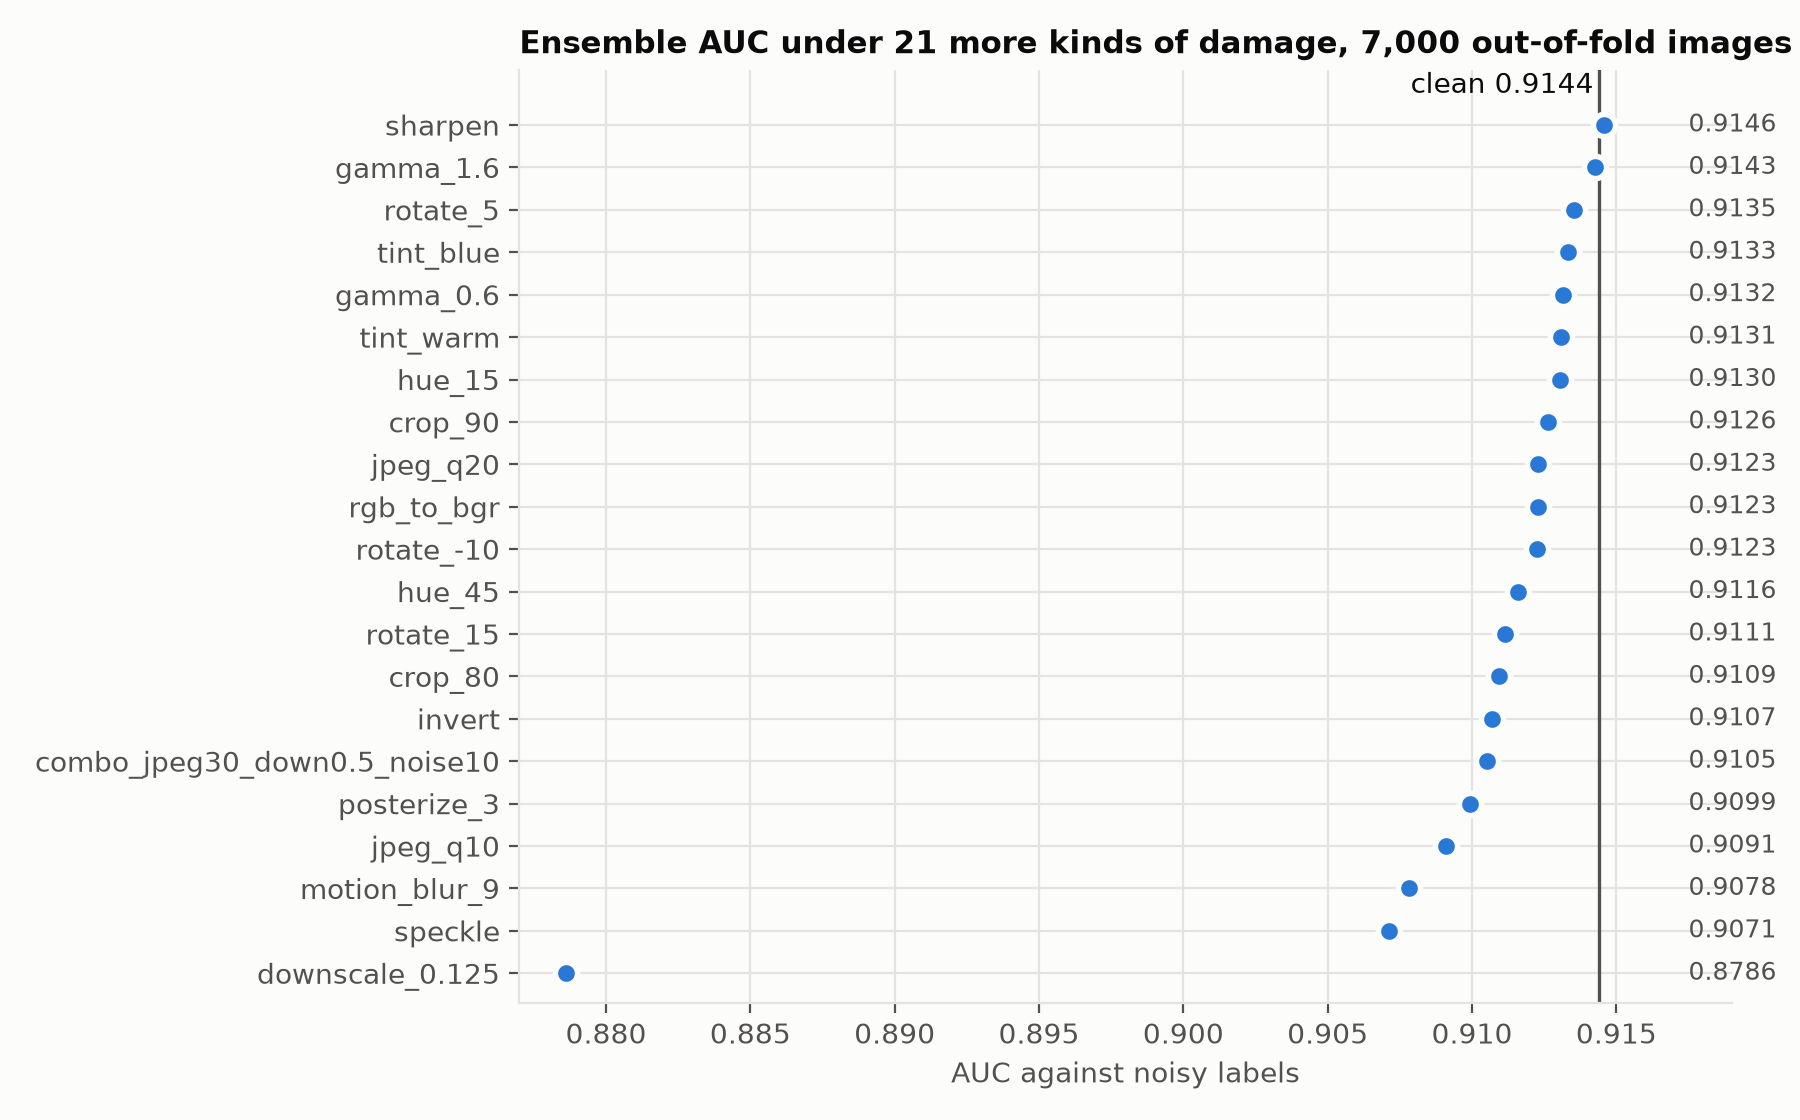 Ensemble AUC under 21 more kinds of damage, 7,000 out-of-fold images
clean 0.9144
sharpen 0.9146
gamma_1.6 0.9143
rotate_5 0.9135
tint_blue 0.9133
gamma_0.6 0.9132
tint_warm 0.9131
hue_15 0.9130
crop_90 0.9126
jpeg_q20 0.9123
rgb_to_bgr 0.9123
rotate_-10 0.9123
hue_45 0.9116
rotate_15 0.9111
crop_80 0.9109
invert 0.9107
combo_jpeg30_down0.5_noise10 0.9105
posterize_3 0.9099
jpeg_q10 0.9091
motion_blur_9 0.9078
speckle 0.9071
downscale_0.125 0.8786
0.880 0.885 0.890 0.895 0.900 0.905 0.910 0.915
AUC against noisy labels